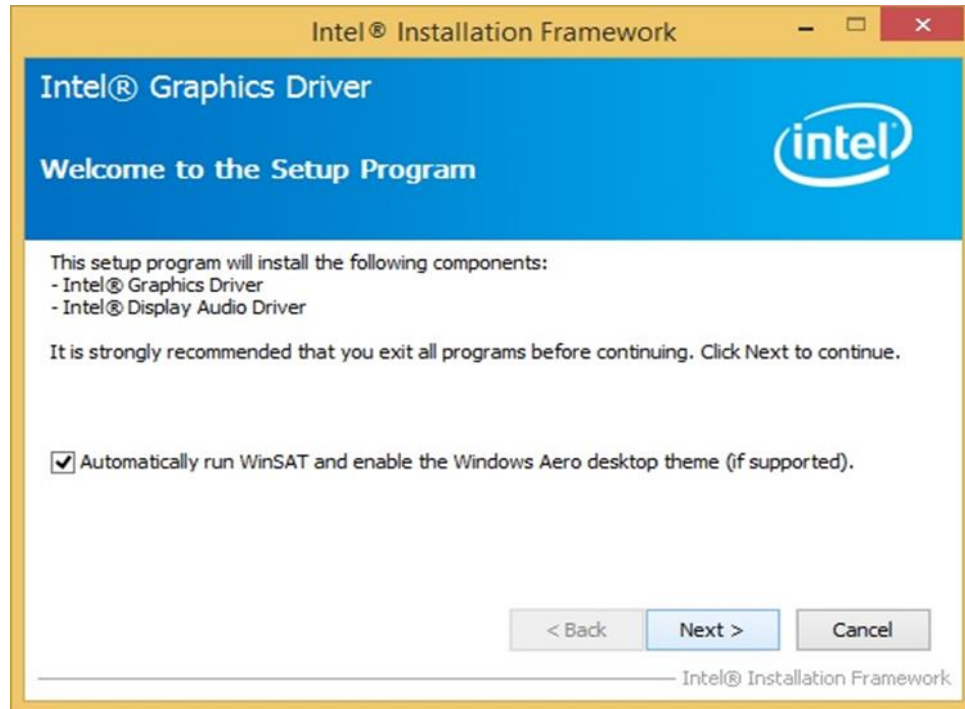 Intel® Installation Framework
Intel® Graphics Driver
intel
Welcome to the Setup Program
This setup program will install the following components:
- Intel® Graphics Driver
- Intel® Display Audio Driver
It is strongly recommended that you exit all programs before continuing. Click Next to continue.
Automatically run WinSAT and enable the Windows Aero desktop theme (if supported).
< Back
Next >
Cancel
Intel® Installation Framework